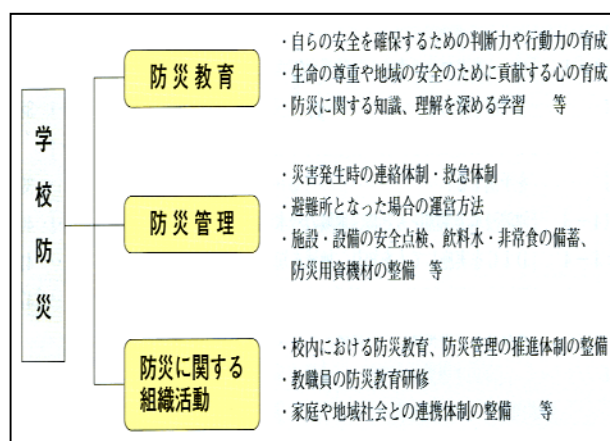 学校防災
防災教育
・自らの安全を確保するための判断力や行動力の育成
・生命の尊重や地域の安全のために貢献する心の育成
・防災に関する知識、理解を深める学習　等
防災管理
・災害発生時の連絡体制・救急体制
・避難所となった場合の運営方法
・施設・設備の安全点検、飲料水・非常食の備蓄、
防災用資機材の整備　等
防災に関する
組織活動
・校内における防災教育、防災管理の推進体制の整備
・教職員の防災教育研修
・家庭や地域社会との連携体制の整備　等